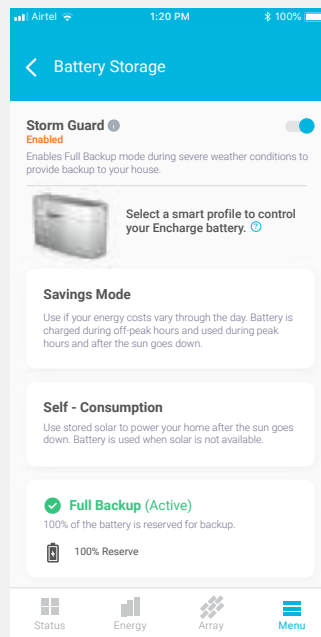 Airtel 1:20 PM 100%
Battery Storage
Storm Guard
Enabled
Enables Full Backup mode during severe weather conditions to
provide backup to your house.
Select a smart profile to control
your Encharge battery.
Savings Mode
Use if your energy costs vary through the day. Battery is
charged during off-peak hours and used during peak
hours and after the sun goes down.
Self - Consumption
Use stored solar to power your home after the sun goes
down. Battery is used when solar is not available.
Full Backup (Active)
100% of the battery is reserved for backup.
100% Reserve
Status Energy Array Menu